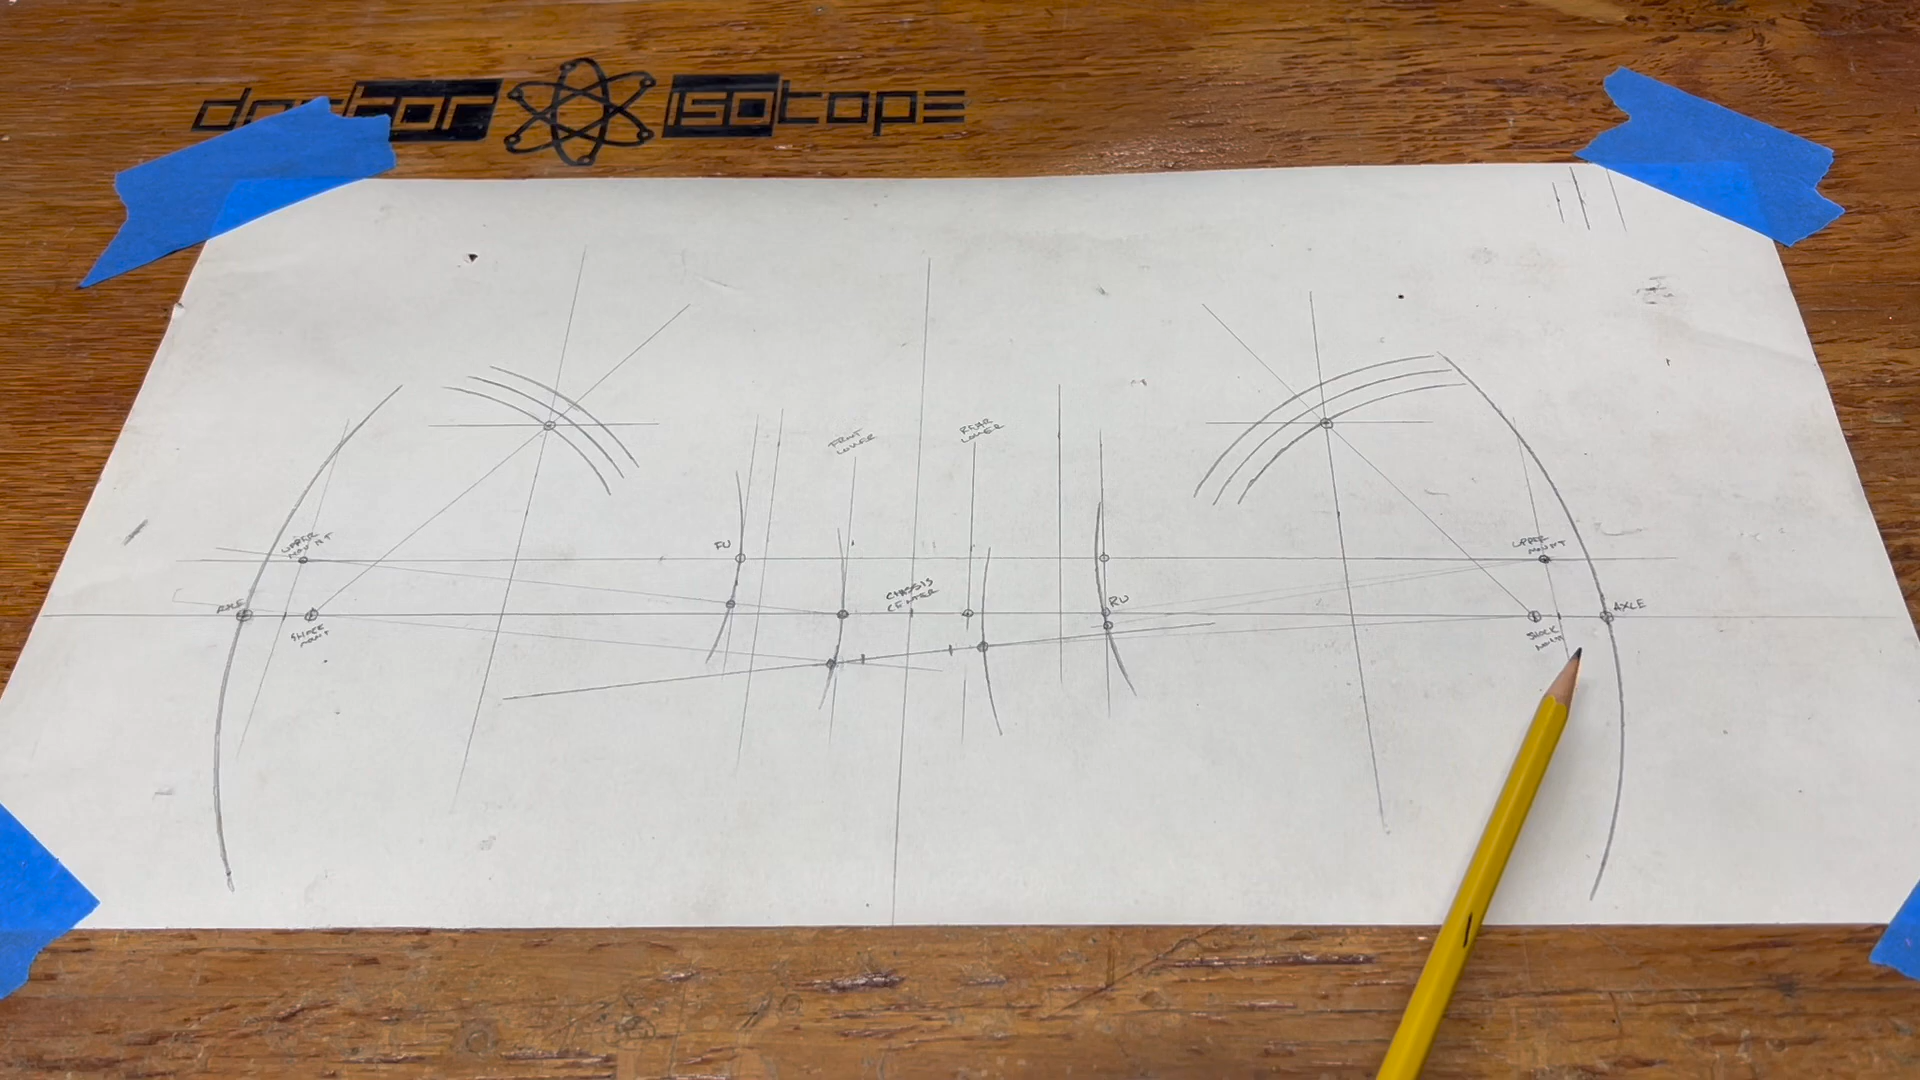 doctor isotope
FRONT
LOWER
REAR
LOWER
UPPER
MOUNT
FU
UPPER
MOUNT
CHASSIS
CENTER
AXLE
RU
AXLE
SHOCK
MOUNT
SHOCK
MOUNT